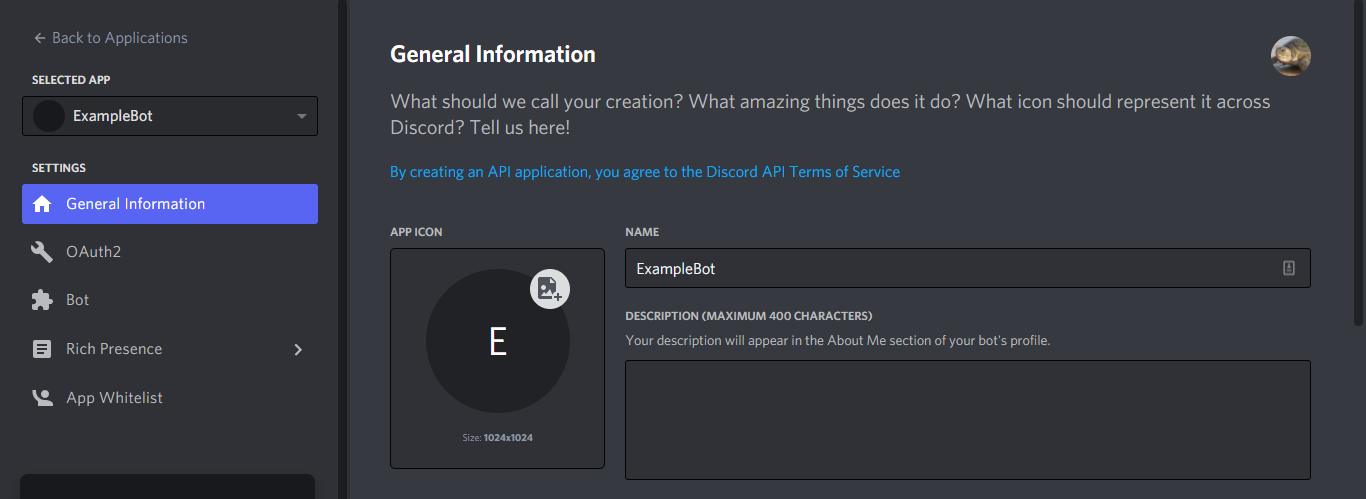 ← Back to Applications
SELECTED APP
ExampleBot
SETTINGS
General Information
OAuth2
Bot
Rich Presence
App Whitelist
General Information
What should we call your creation? What amazing things does it do? What icon should represent it across
Discord? Tell us here!
By creating an API application, you agree to the Discord API Terms of Service
APP ICON
E
Size: 1024x1024
NAME
ExampleBot
DESCRIPTION (MAXIMUM 400 CHARACTERS)
Your description will appear in the About Me section of your bot's profile.